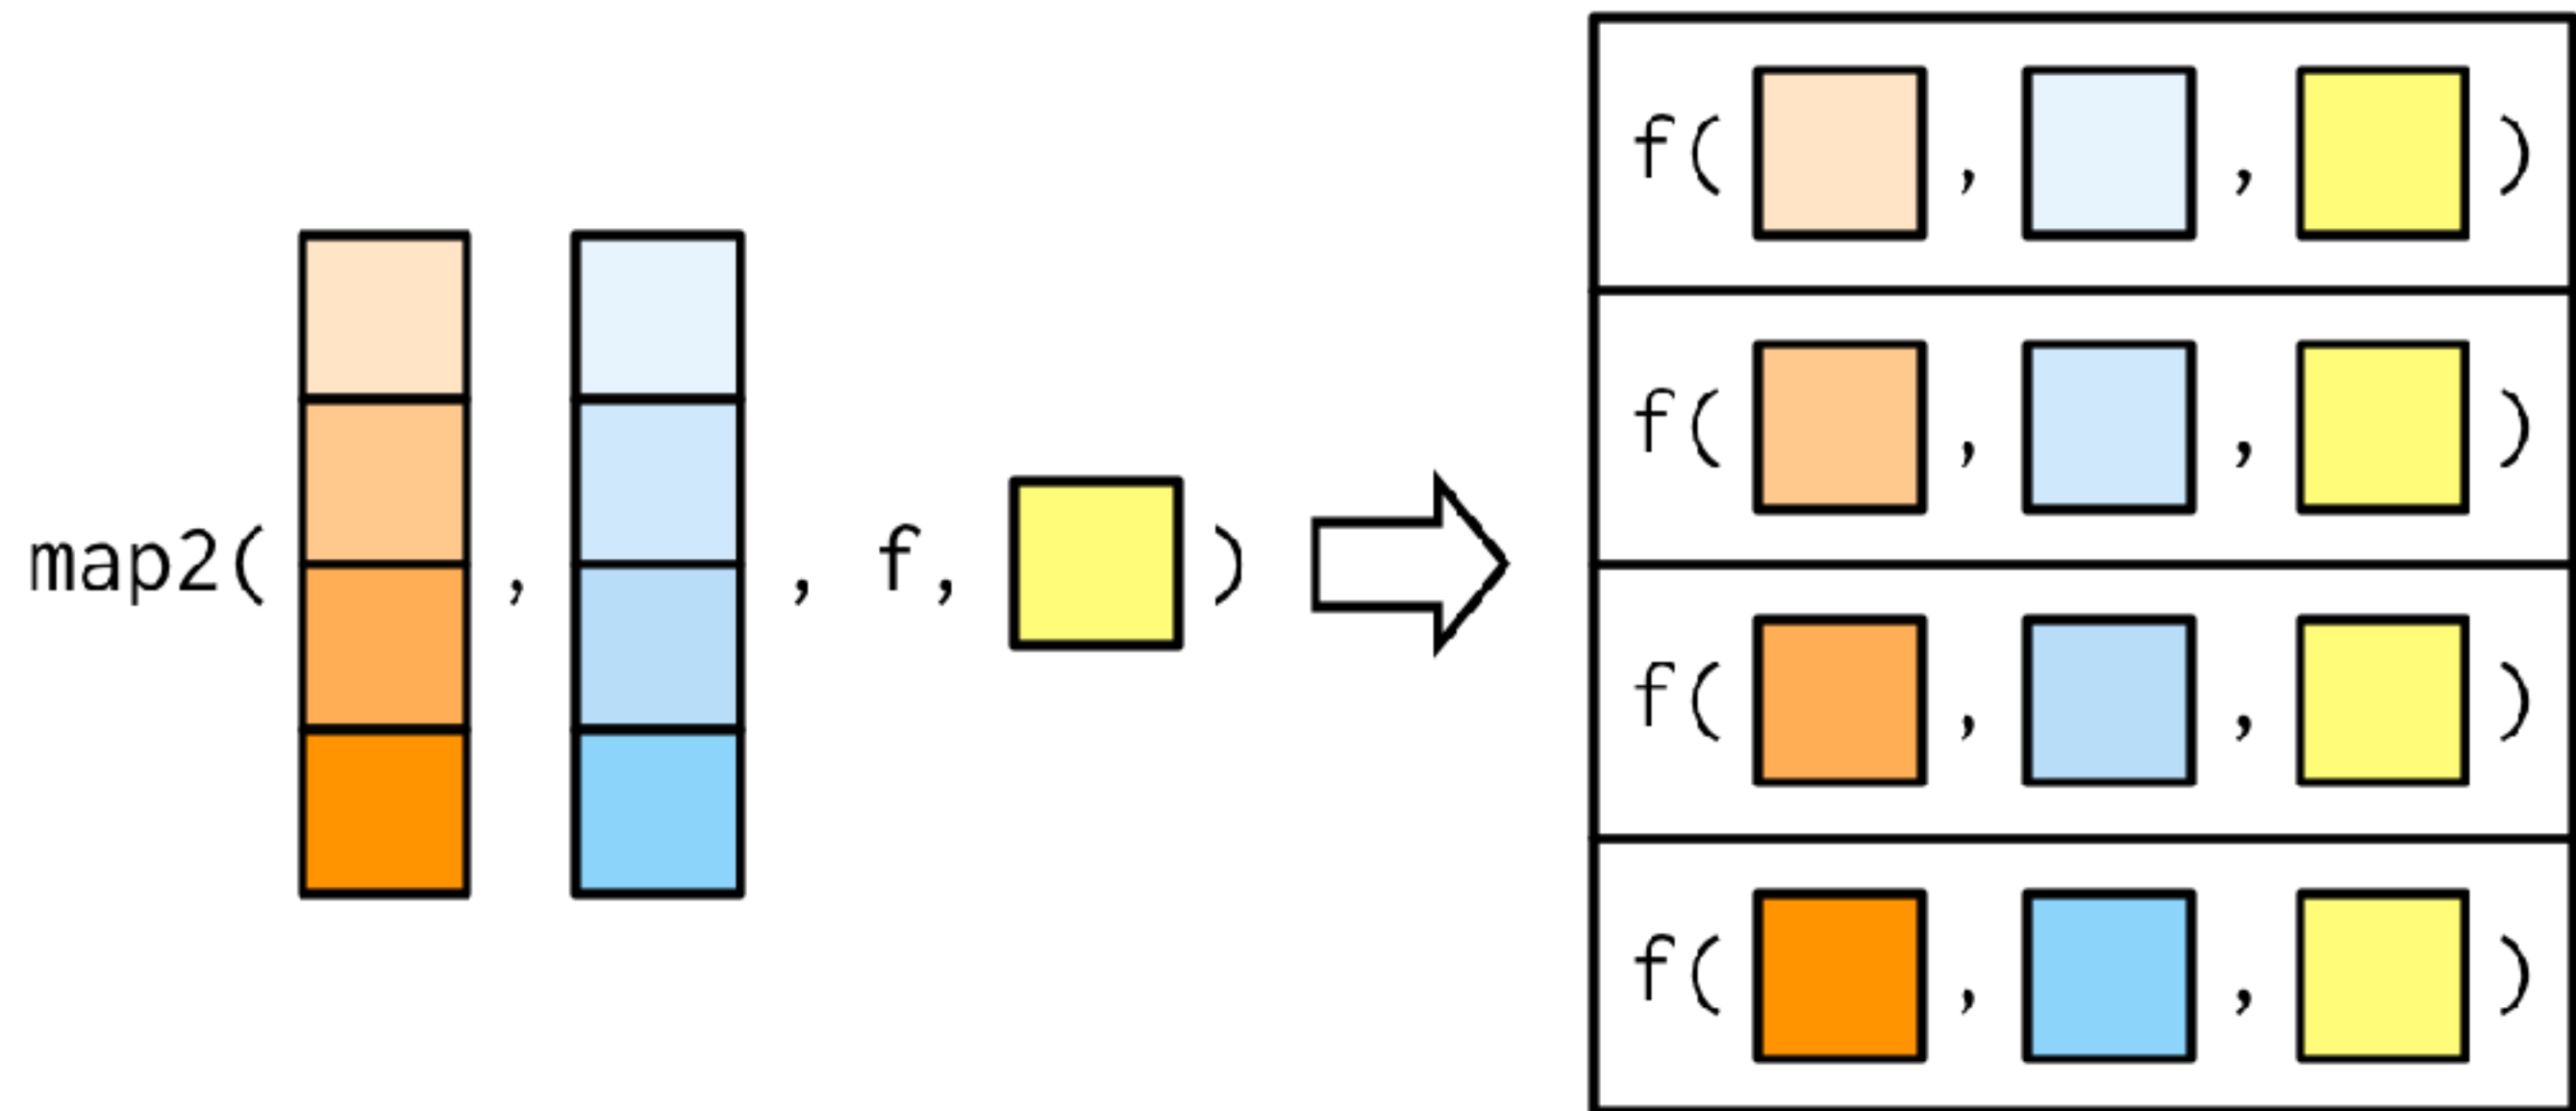 f( , , )
f( , , )
map2( , , f, )
f( , , )
f( , , )